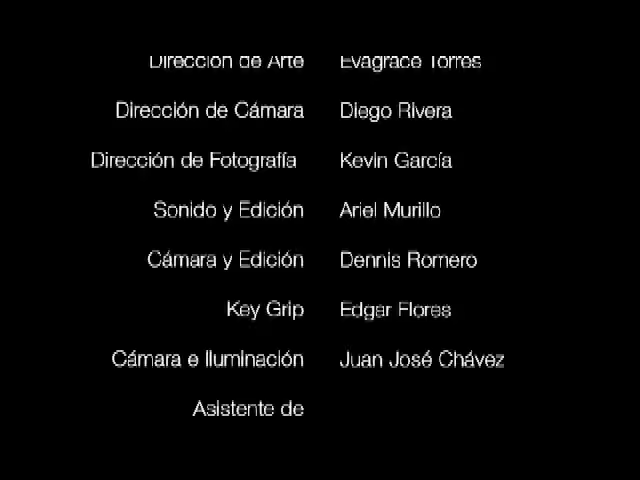 Dirección de Arte Evagrace Torres
Dirección de Cámara Diego Rivera
Dirección de Fotografía Kevin García
Sonido y Edición Ariel Murillo
Cámara y Edición Dennis Romero
Key Grip Edgar Flores
Cámara e Iluminación Juan José Chávez
Asistente de